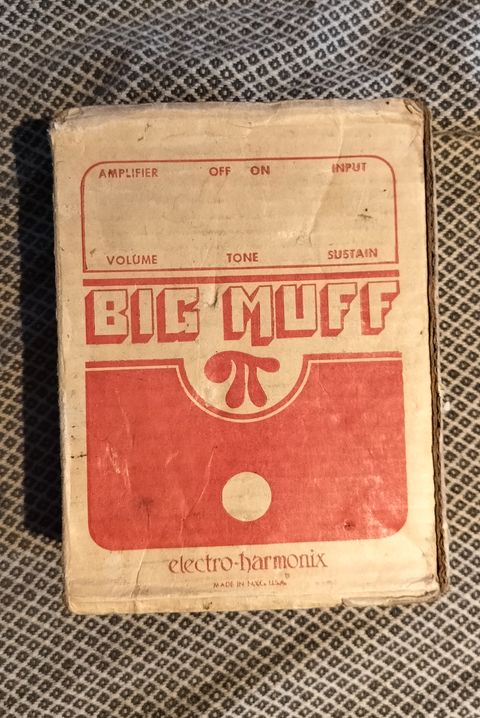 AMPLIFIER OFF ON INPUT
VOLUME TONE SUSTAIN
BIG MUFF
π
electro-harmonix
MADE IN N.Y.C. U.S.A.